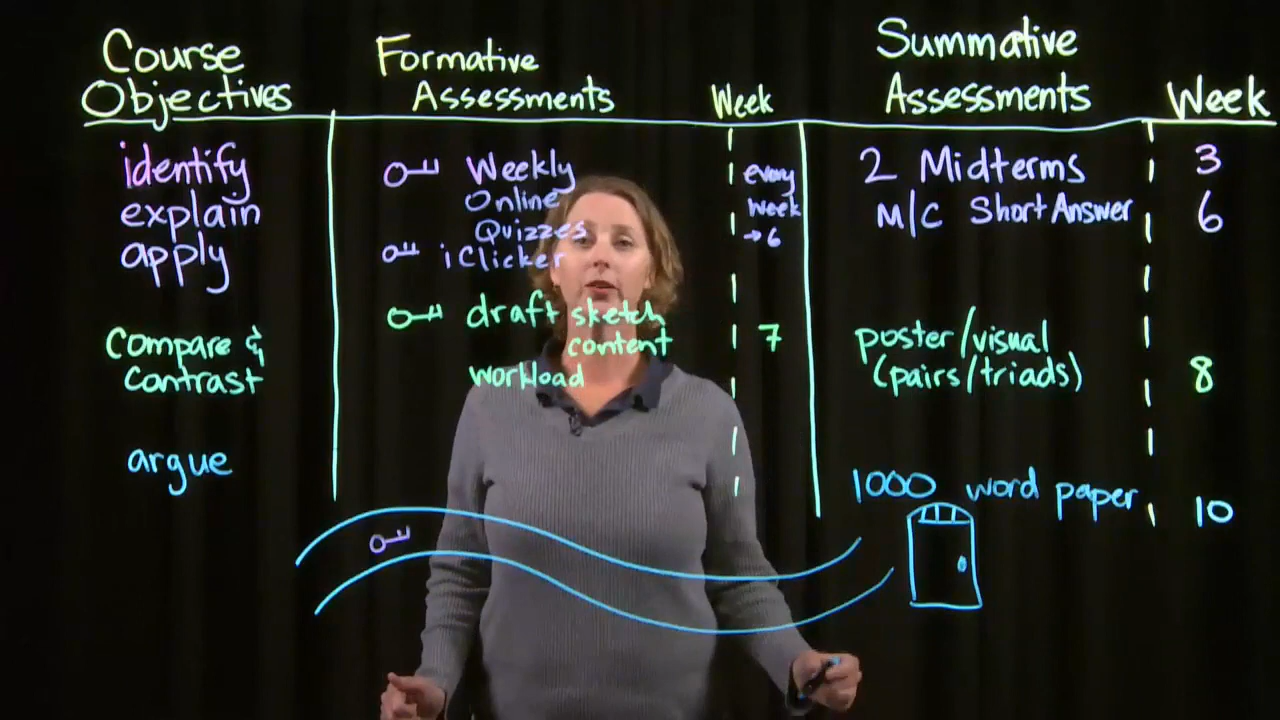 Course
Objectives
Formative
Assessments
Week
Summative
Assessments
Week
identify
explain
apply
Weekly
Online
Quizzes
iClicker
every
week
→6
2 Midterms
M/C Short Answer
3
6
Compare &
Contrast
draft sketch
content
workload
7
poster/visual
(pairs/triads)
8
argue
1000 word paper
10